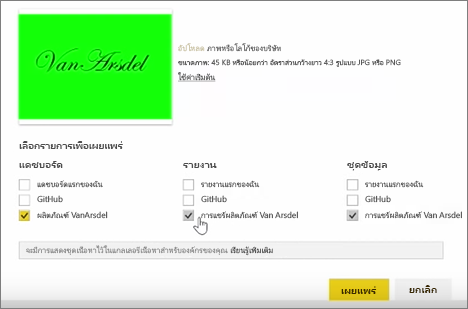 VanArsdel
อัปโหลด ภาพหรือโลโก้ของบริษัท
ขนาดภาพ: 45 KB หรือน้อยกว่า อัตราส่วนกว้างยาว 4:3 รูปแบบ JPG หรือ PNG
ใช้ค่าเริ่มต้น
เลือกรายการเพื่อเผยแพร่
แดชบอร์ด
รายงาน
ชุดข้อมูล
แดชบอร์ดแรกของฉัน
รายงานแรกของฉัน
รายงานแรกของฉัน
GitHub
GitHub
GitHub
ผลิตภัณฑ์ VanArsdel
การแชร์ผลิตภัณฑ์ Van Arsdel
การแชร์ผลิตภัณฑ์ Van Arsdel
จะมีการแสดงชุดเนื้อหาไว้ในแกลเลอรีเนื้อหาสำหรับองค์กรของคุณ เรียนรู้เพิ่มเติม
เผยแพร่
ยกเลิก